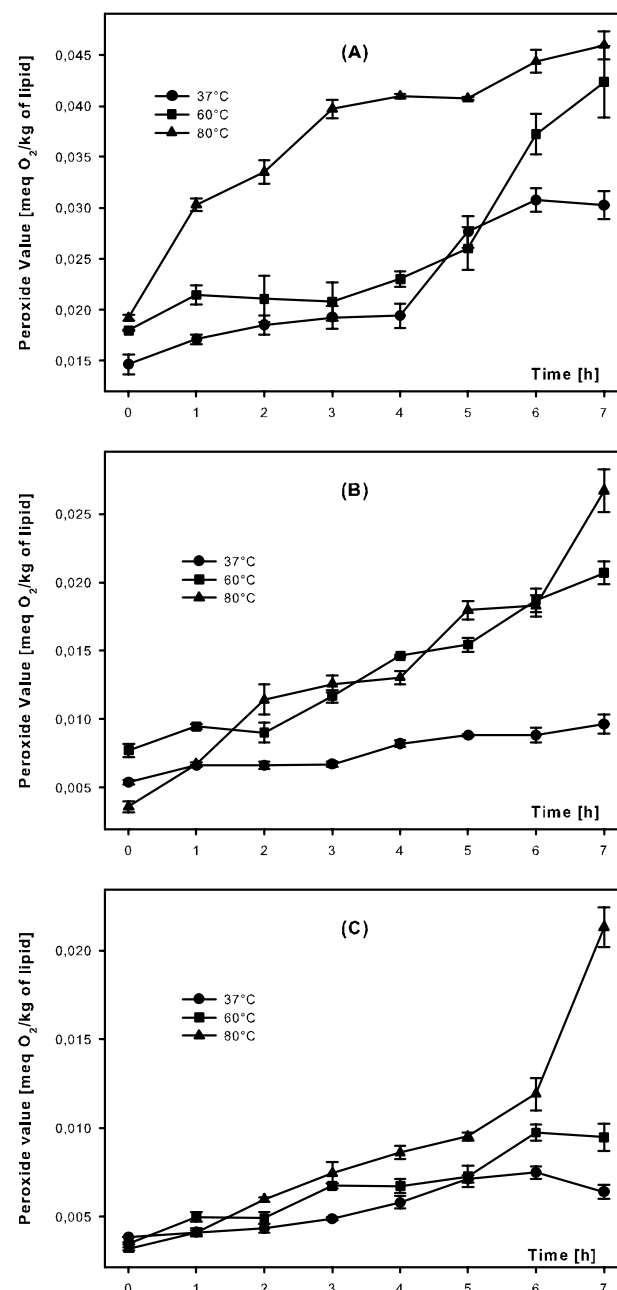 (A)
Peroxide Value [meq O2/kg of lipid]
0,045
0,040
0,035
0,030
0,025
0,020
0,015
37°C
60°C
80°C
Time [h]
0 1 2 3 4 5 6 7
(B)
Peroxide Value [meq O2/kg of lipid]
0,025
0,020
0,015
0,010
0,005
37°C
60°C
80°C
Time [h]
0 1 2 3 4 5 6 7
(C)
Peroxide value [meq O2/kg of lipid]
0,020
0,015
0,010
0,005
37°C
60°C
80°C
Time [h]
0 1 2 3 4 5 6 7